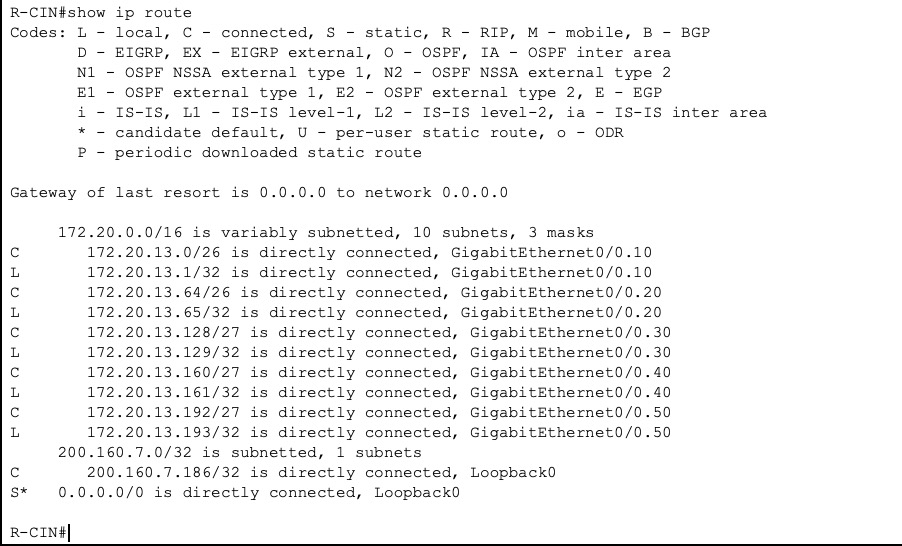 R-CIN#show ip route
Codes: L - local, C - connected, S - static, R - RIP, M - mobile, B - BGP
       D - EIGRP, EX - EIGRP external, O - OSPF, IA - OSPF inter area
       N1 - OSPF NSSA external type 1, N2 - OSPF NSSA external type 2
       E1 - OSPF external type 1, E2 - OSPF external type 2, E - EGP
       i - IS-IS, L1 - IS-IS level-1, L2 - IS-IS level-2, ia - IS-IS inter area
       * - candidate default, U - per-user static route, o - ODR
       P - periodic downloaded static route

Gateway of last resort is 0.0.0.0 to network 0.0.0.0

     172.20.0.0/16 is variably subnetted, 10 subnets, 3 masks
C       172.20.13.0/26 is directly connected, GigabitEthernet0/0.10
L       172.20.13.1/32 is directly connected, GigabitEthernet0/0.10
C       172.20.13.64/26 is directly connected, GigabitEthernet0/0.20
L       172.20.13.65/32 is directly connected, GigabitEthernet0/0.20
C       172.20.13.128/27 is directly connected, GigabitEthernet0/0.30
L       172.20.13.129/32 is directly connected, GigabitEthernet0/0.30
C       172.20.13.160/27 is directly connected, GigabitEthernet0/0.40
L       172.20.13.161/32 is directly connected, GigabitEthernet0/0.40
C       172.20.13.192/27 is directly connected, GigabitEthernet0/0.50
L       172.20.13.193/32 is directly connected, GigabitEthernet0/0.50
     200.160.7.0/32 is subnetted, 1 subnets
C       200.160.7.186/32 is directly connected, Loopback0
S*   0.0.0.0/0 is directly connected, Loopback0

R-CIN#